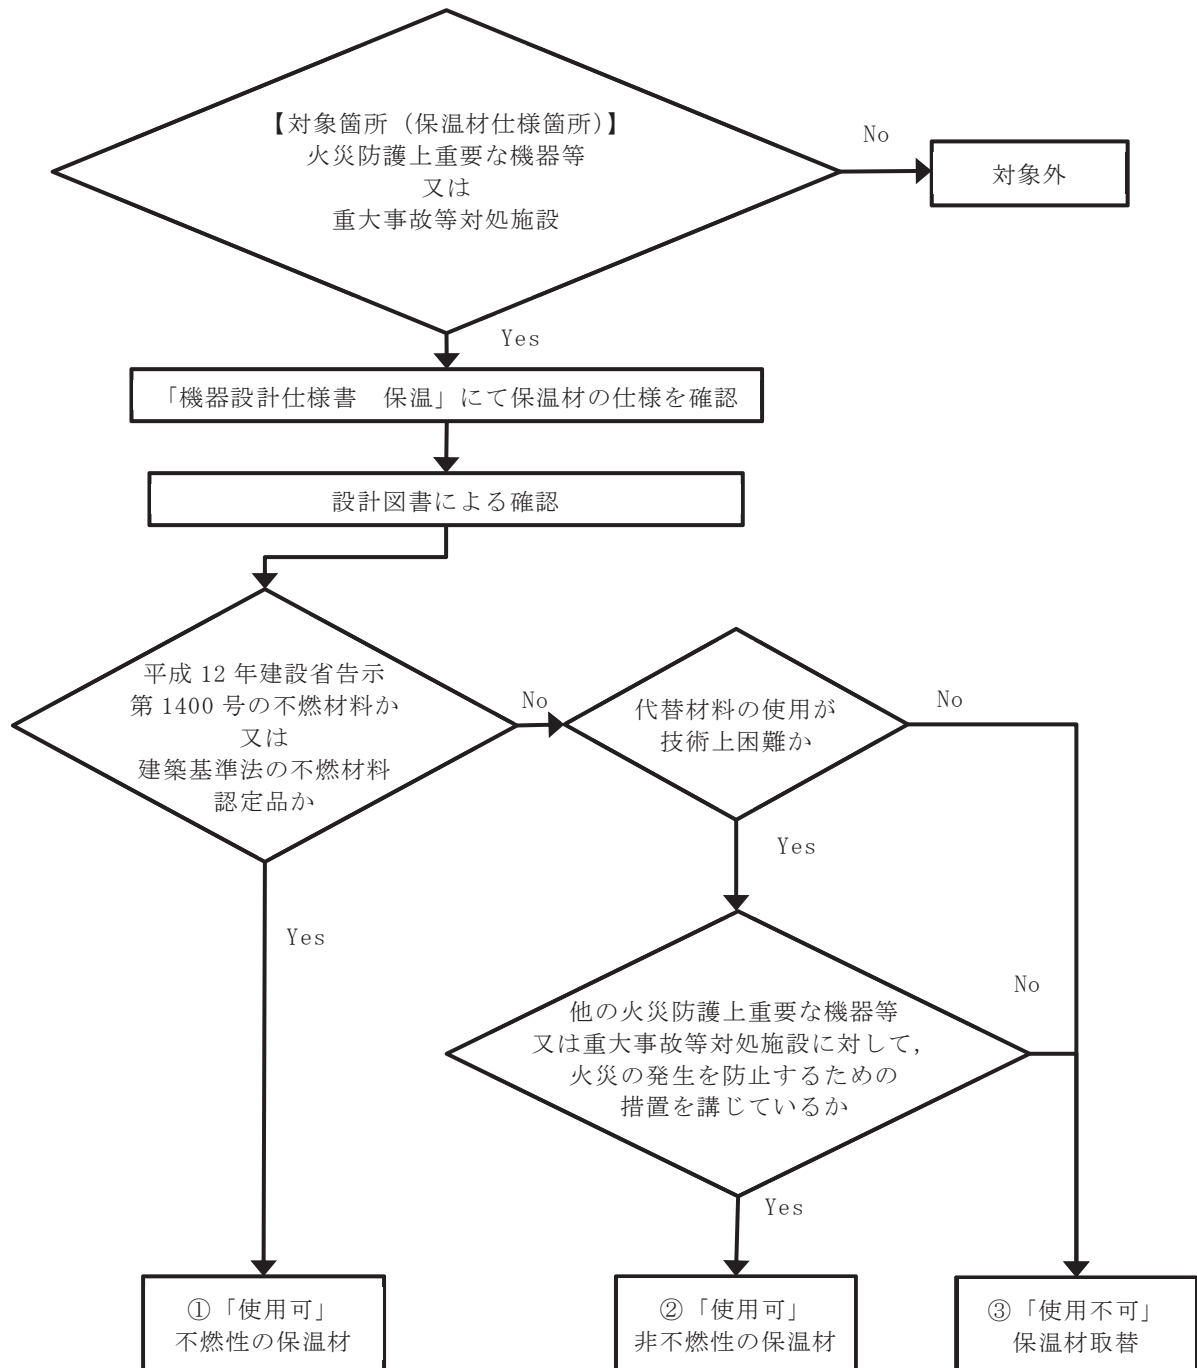 【対象箇所（保温材仕様箇所）】
火災防護上重要な機器等
又は
重大事故等対処施設
No
対象外
Yes
「機器設計仕様書　保温」にて保温材の仕様を確認
設計図書による確認
平成 12 年建設省告示
第 1400 号の不燃材料か
又は
建築基準法の不燃材料
認定品か
No
代替材料の使用が
技術上困難か
No
Yes
Yes
他の火災防護上重要な機器等
又は重大事故等対処施設に対して，
火災の発生を防止するための
措置を講じているか
No
Yes
①「使用可」
不燃性の保温材
②「使用可」
非不燃性の保温材
③「使用不可」
保温材取替